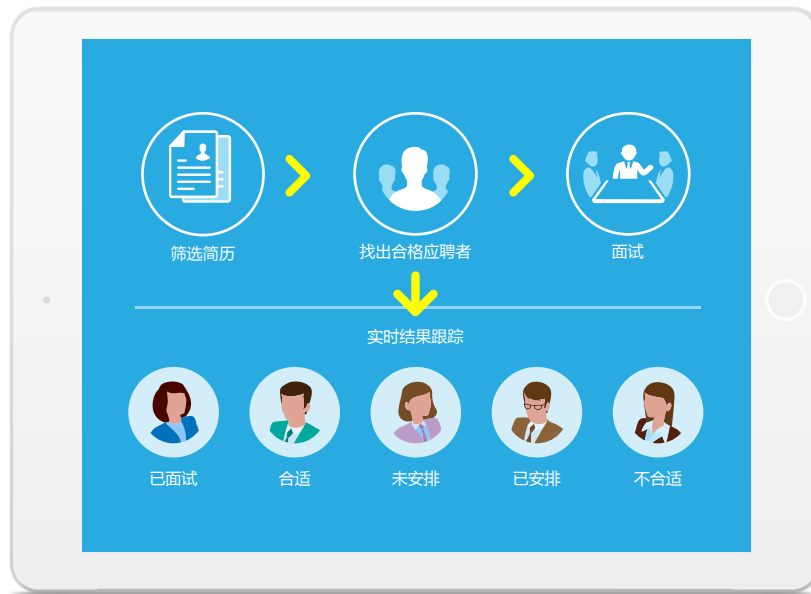 筛选简历
找出合格应聘者
面试
实时结果跟踪
已面试
合适
未安排
已安排
不合适